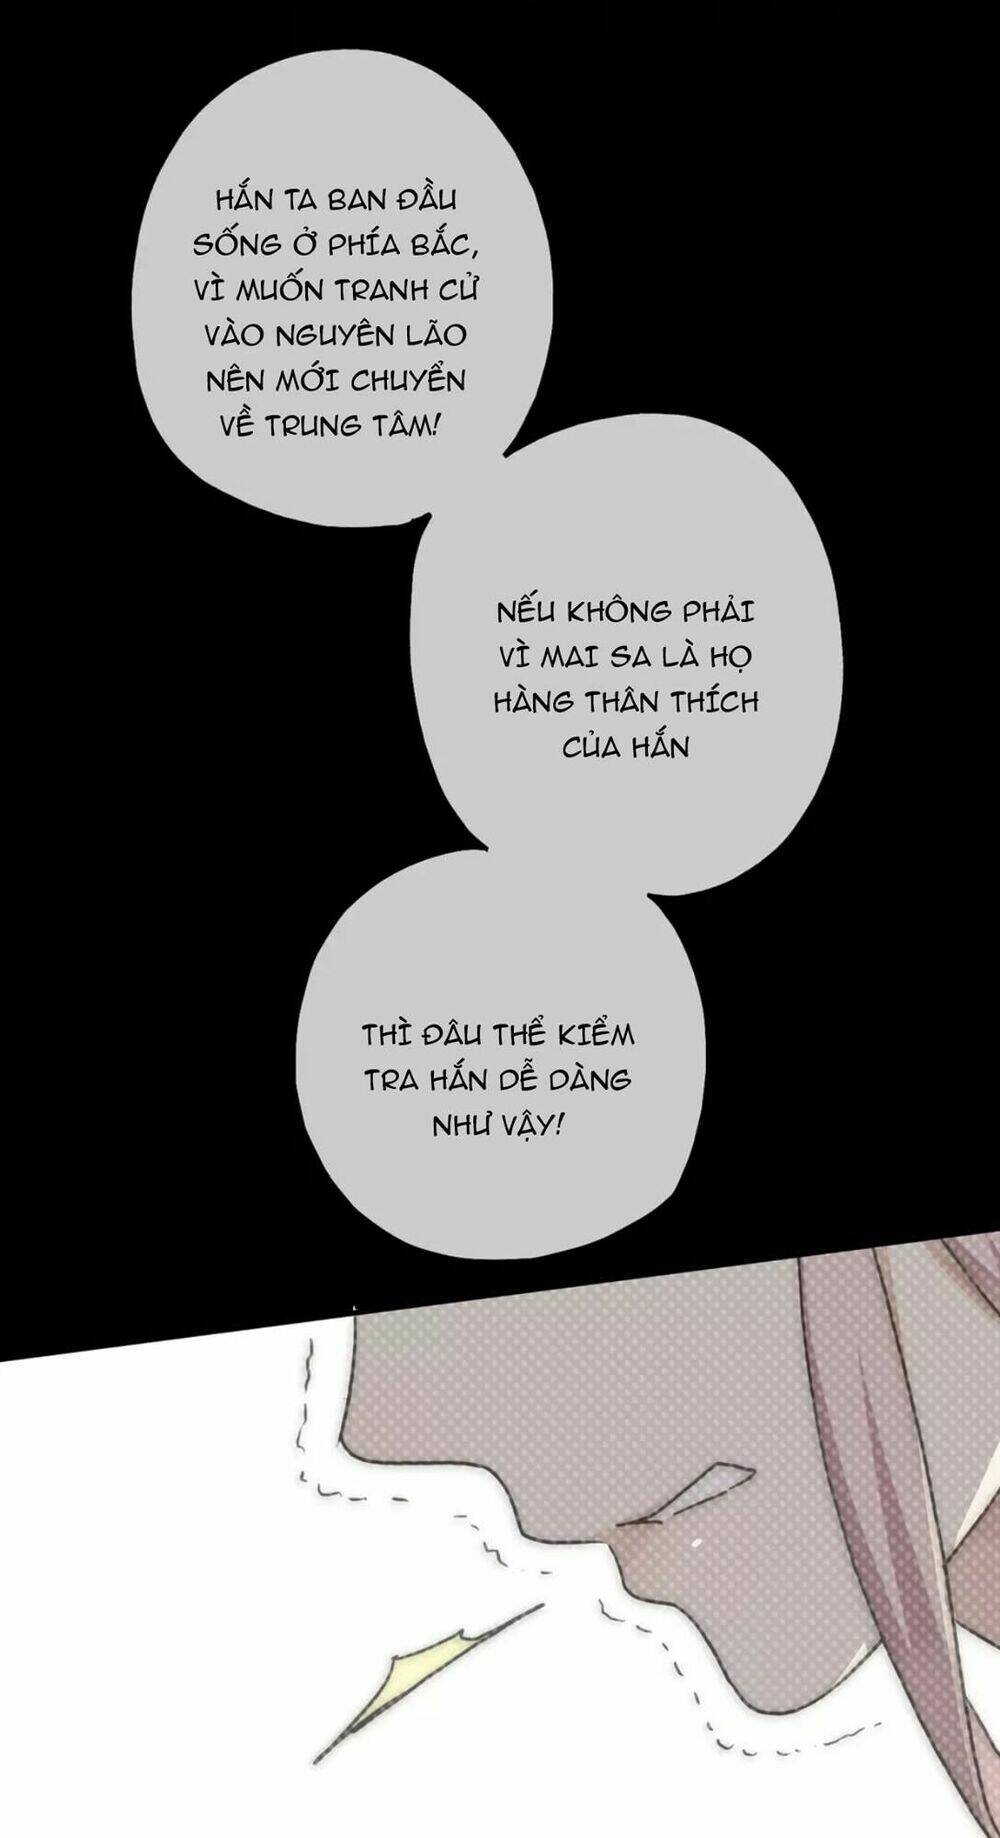 HẮN TA BAN ĐẦU
SỐNG Ở PHÍA BẮC,
VÌ MUỐN TRANH CỬ
VÀO NGUYÊN LÃO
NÊN MỚI CHUYỂN
VỀ TRUNG TÂM!
NẾU KHÔNG PHẢI
VÌ MAI SA LÀ HỌ
HÀNG THÂN THÍCH
CỦA HẮN
THÌ ĐÂU THỂ KIỂM
TRA HẮN DỄ DÀNG
NHƯ VẬY!